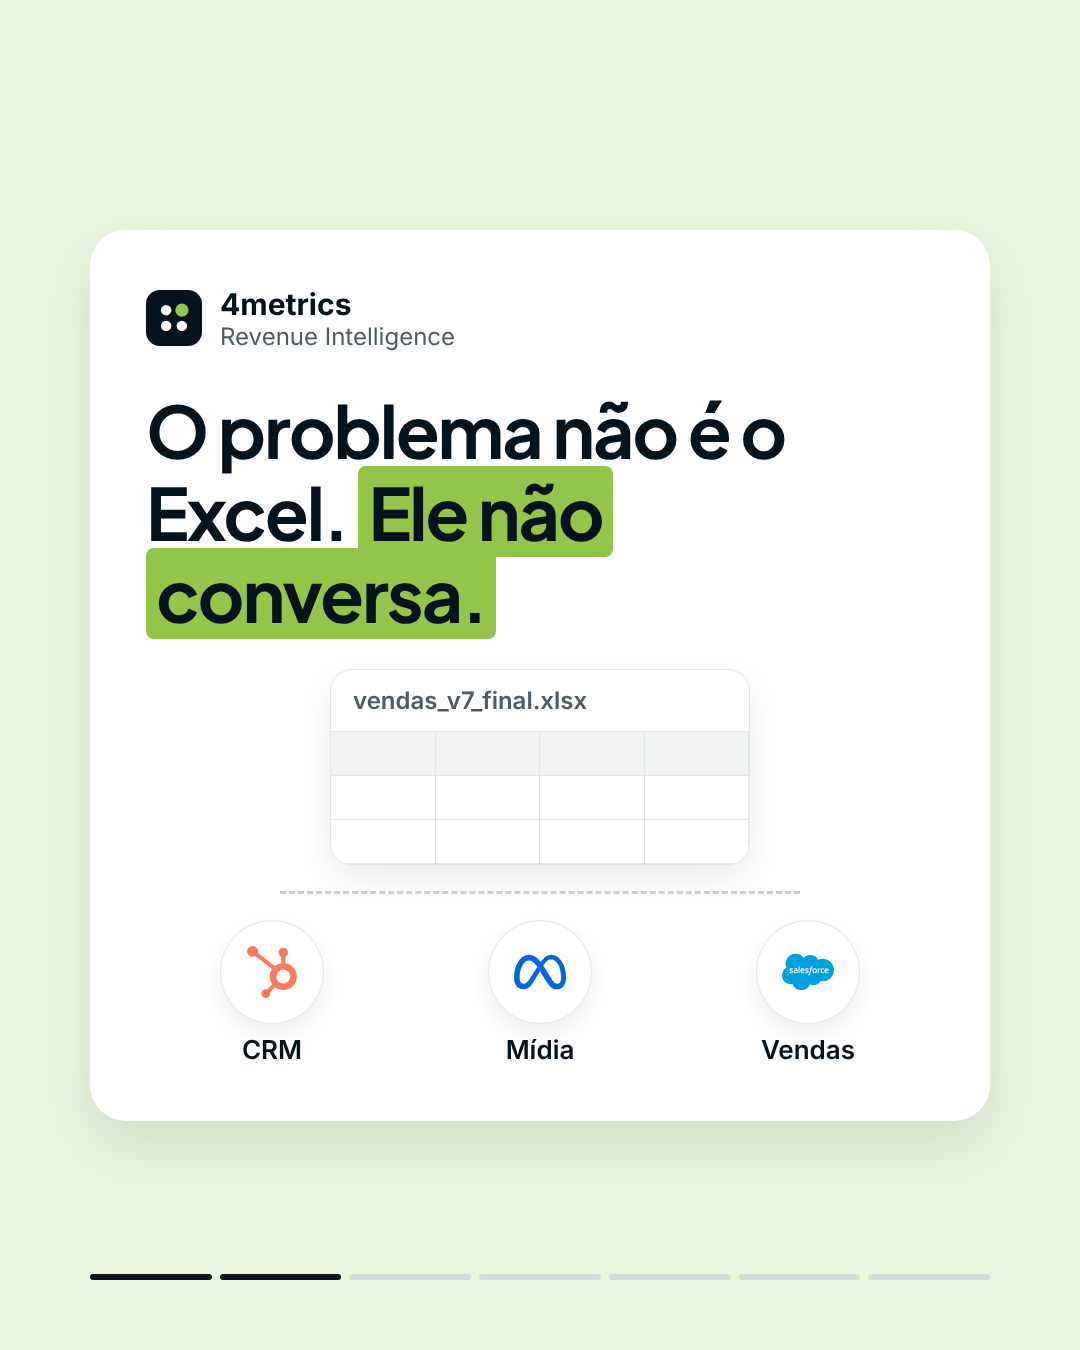 4metrics
Revenue Intelligence
O problema não é o
Excel. Ele não
conversa.
vendas_v7_final.xlsx
salesforce
CRM
Mídia
Vendas